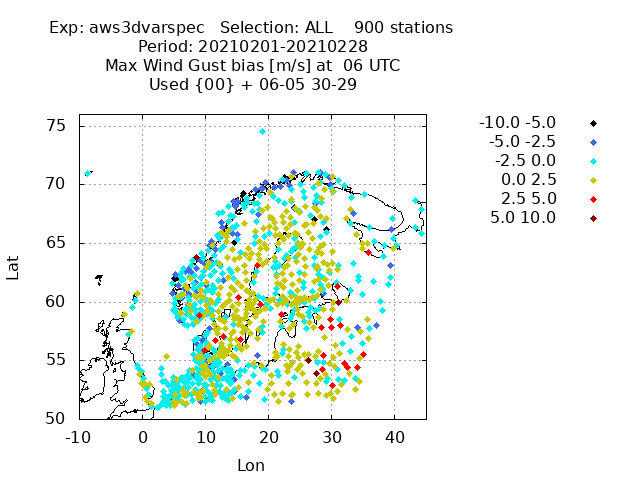 Exp: aws3dvarspec   Selection: ALL    900 stations
Period: 20210201-20210228
Max Wind Gust bias [m/s] at  06 UTC
Used {00} + 06-05 30-29
-10.0 -5.0
-5.0 -2.5
-2.5 0.0
0.0 2.5
2.5 5.0
5.0 10.0
75
70
65
60
55
50
Lat
-10 0 10 20 30 40
Lon